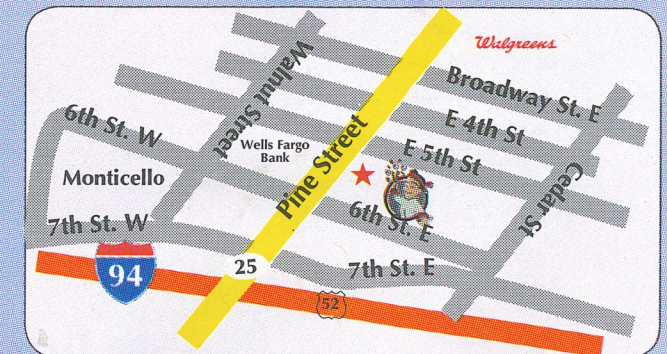 Walgreens
Walnut Street
Broadway St. E
E 4th St
6th St. W
Wells Fargo
Bank
Pine Street
E 5th St
Monticello
Cedar St
6th St. E
7th St. W
94
25
7th St. E
52